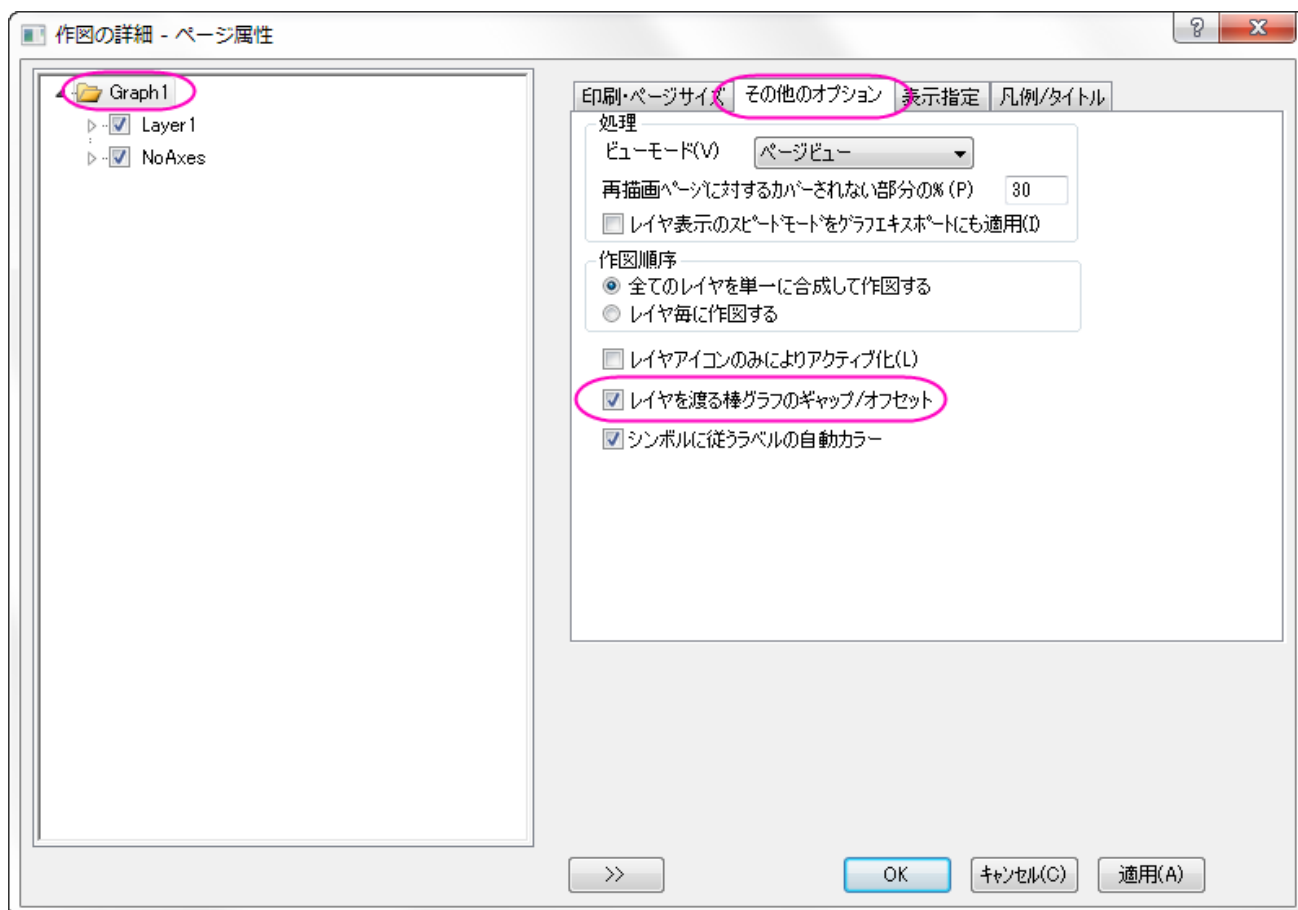 作図の詳細 - ページ属性
Graph1
Layer1
NoAxes
印刷・ページサイズ その他のオプション 表示指定 凡例/タイトル
処理
ビューモード(V) ページビュー
再描画ページに対するカバーされない部分の%(P) 30
レイヤ表示のスピードモードをグラフエキスポートにも適用(I)
作図順序
全てのレイヤを単一に合成して作図する
レイヤ毎に作図する
レイヤアイコンのみによりアクティブ化(L)
レイヤを渡る棒グラフのギャップ/オフセット
シンボルに従うラベルの自動カラー
>> OK キャンセル(C) 適用(A)